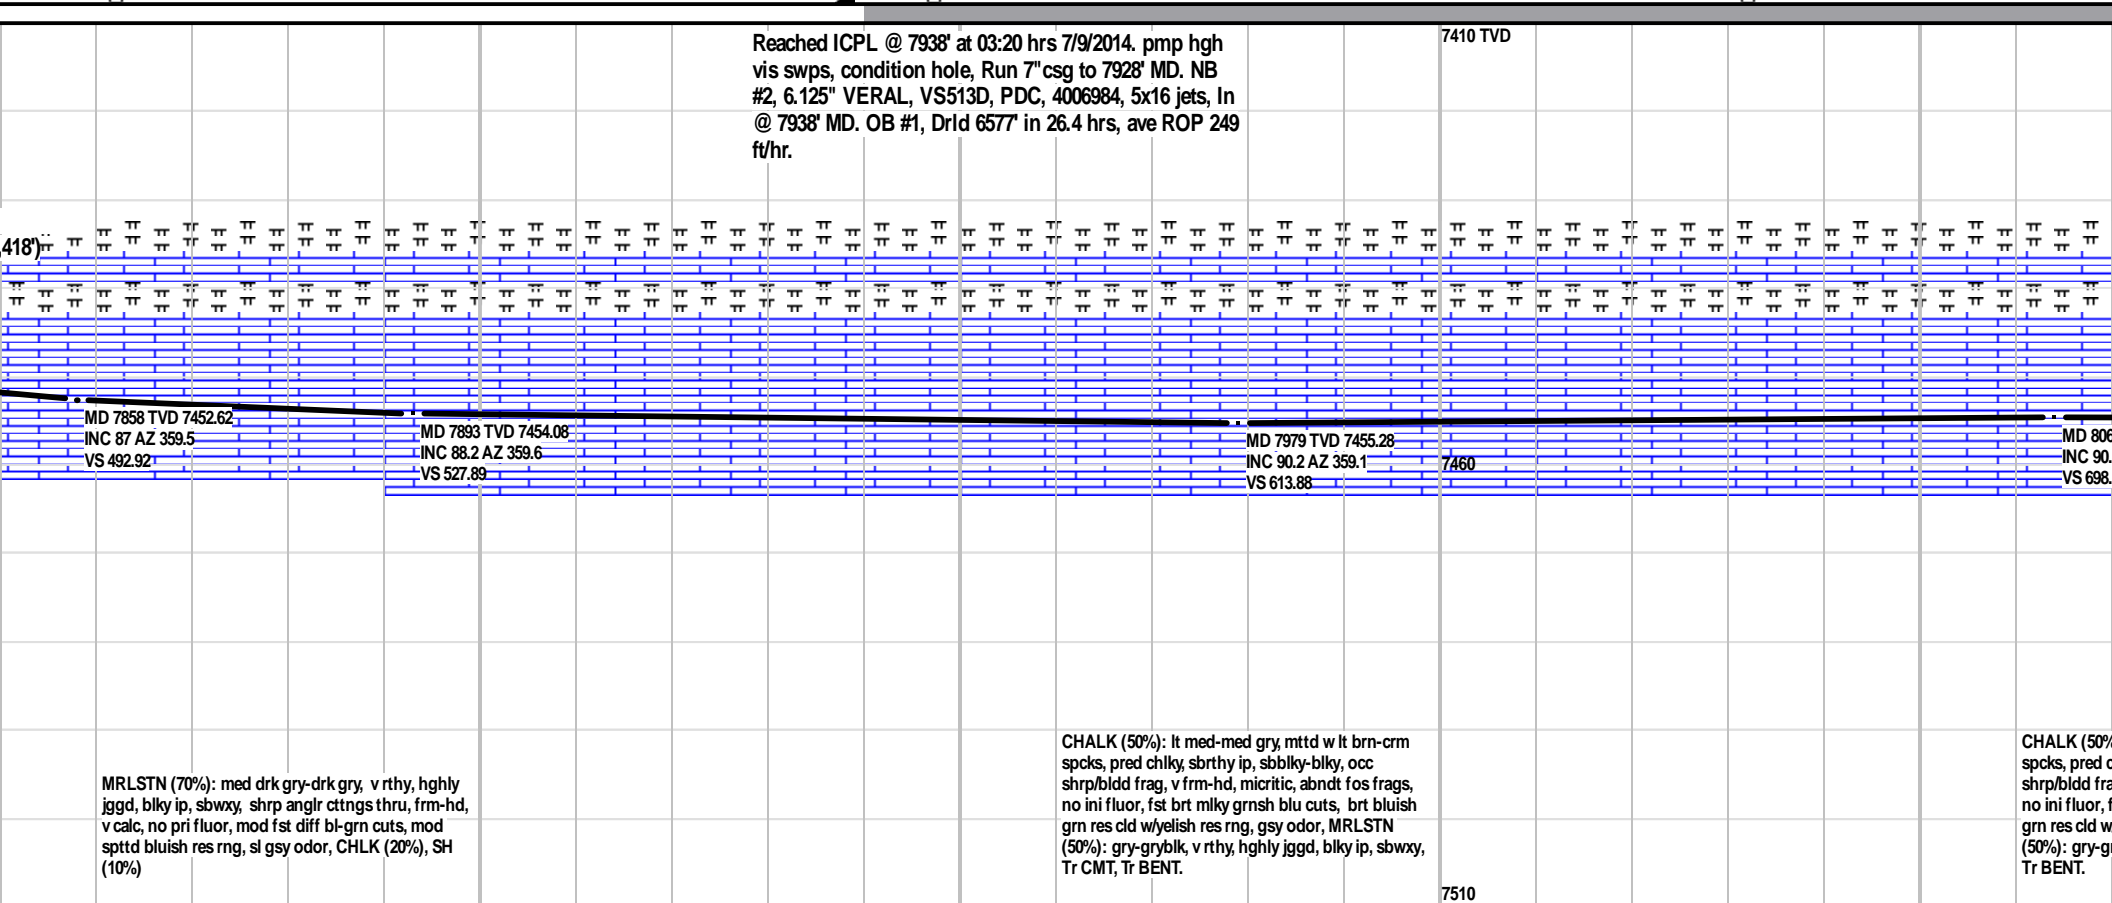 Reached ICPL @ 7938' at 03:20 hrs 7/9/2014. pmp hgh
vis swps, condition hole, Run 7"csg to 7928' MD. NB
#2, 6.125" VERAL, VS513D, PDC, 4006984, 5x16 jets, In
@ 7938' MD. OB #1, Drld 6577' in 26.4 hrs, ave ROP 249
ft/hr.
7410 TVD
418')
MD 7858 TVD 7452.62
INC 87 AZ 359.5
VS 492.92
MD 7893 TVD 7454.08
INC 88.2 AZ 359.6
VS 527.89
MD 7979 TVD 7455.28
INC 90.2 AZ 359.1
VS 613.88
7460
MD 806
INC 90.
VS 698.
MRLSTN (70%): med drk gry-drk gry, v rthy, hghly
jggd, blky ip, sbwxy, shrp anglr cttngs thru, frm-hd,
v calc, no pri fluor, mod fst diff bl-grn cuts, mod
spttd bluish res rng, sl gsy odor, CHLK (20%), SH
(10%)
CHALK (50%): lt med-med gry, mttd w lt brn-crm
spcks, pred chlky, sbrthy ip, sbblky-blky, occ
shrp/bldd frag, v frm-hd, micritic, abndt fos frags,
no ini fluor, fst brt mlky grnsh blu cuts, brt bluish
grn res cld w/yelish res rng, gsy odor, MRLSTN
(50%): gry-gryblk, v rthy, hghly jggd, blky ip, sbwxy,
Tr CMT, Tr BENT.
7510
CHALK (50%
spcks, pred c
shrp/bldd fra
no ini fluor, f
grn res cld w
(50%): gry-g
Tr BENT.